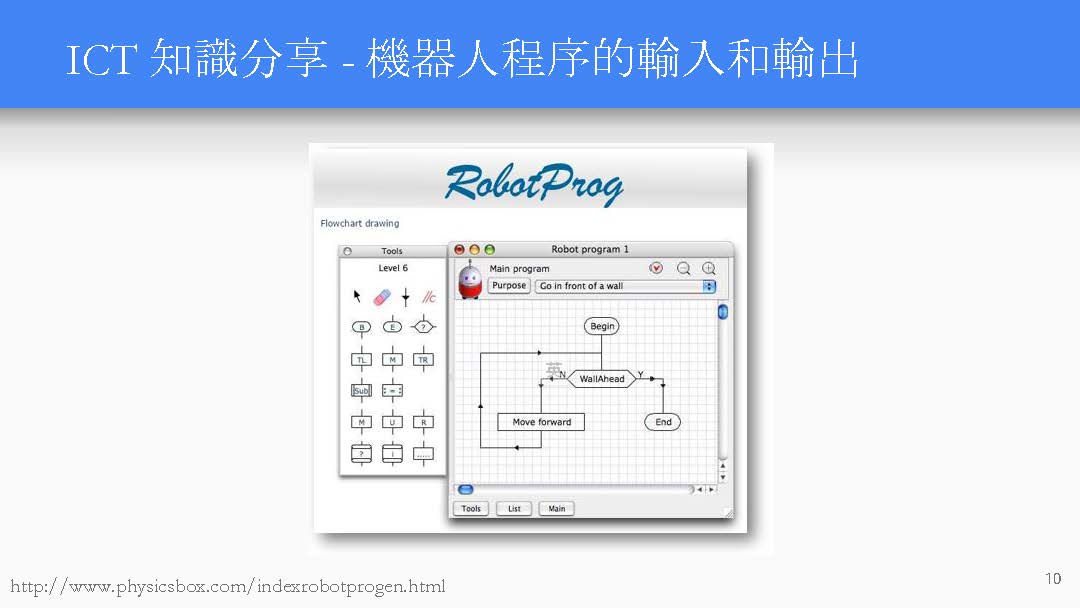 ICT 知識分享 - 機器人程序的輸入和輸出
RobotProg
Flowchart drawing
Tools
Level 6
//c
B E ?
TL M TR
Sub =
M U R
? i .....
Robot program 1
Main program
Purpose Go in front of a wall
Begin
英
N WallAhead Y
Move forward End
Tools List Main
http://www.physicsbox.com/indexrobotprogen.html
10